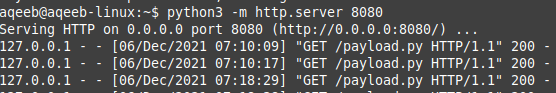 aqeeb@aqeeb-linux:~$ python3 -m http.server 8080
Serving HTTP on 0.0.0.0 port 8080 (http://0.0.0.0:8080/) ...
127.0.0.1 - - [06/Dec/2021 07:10:09] "GET /payload.py HTTP/1.1" 200 -
127.0.0.1 - - [06/Dec/2021 07:10:17] "GET /payload.py HTTP/1.1" 200 -
127.0.0.1 - - [06/Dec/2021 07:18:29] "GET /payload.py HTTP/1.1" 200 -